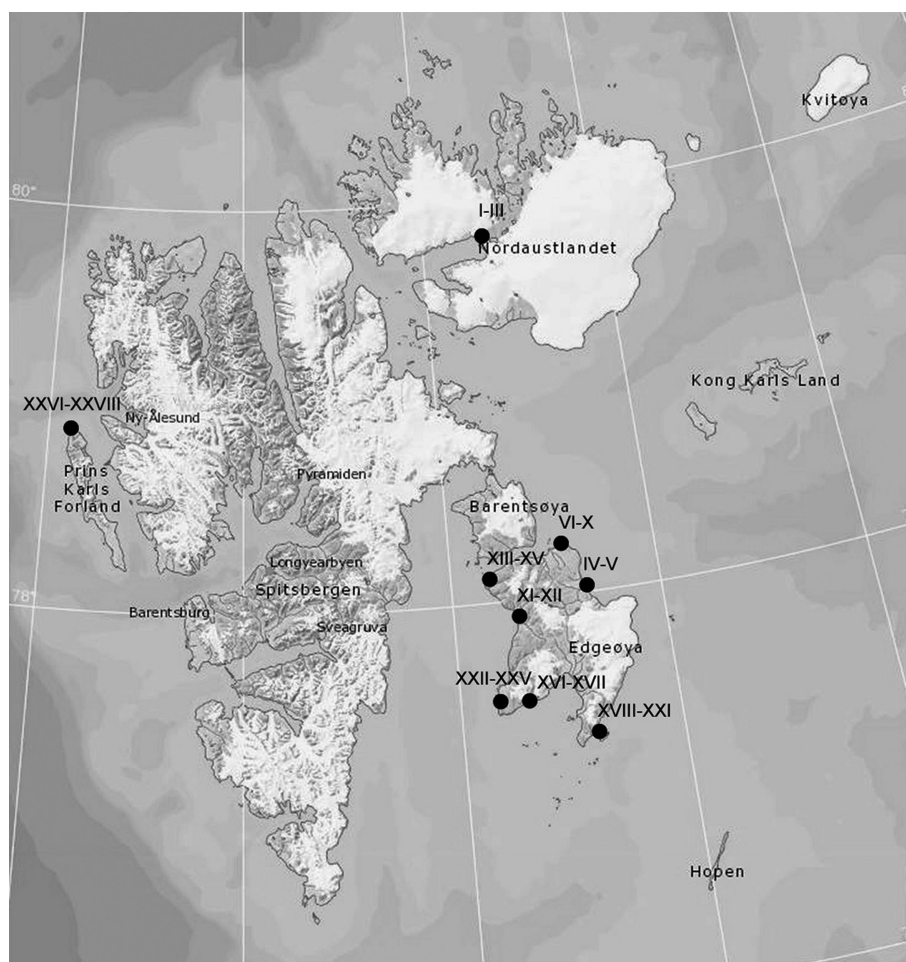 Kvitøya
80°
I-III
Nordaustlandet
Kong Karls Land
XXVI-XXVIII
Ny-Ålesund
Prins
Karls
Forland
Pyramiden
Barentsøya
VI-X
XIII-XV
IV-V
Longyearbyen
Spitsbergen
XI-XII
78°
Barentsburg
Sveagruva
Edgeøya
XXII-XXV
XVI-XVII
XVIII-XXI
Hopen